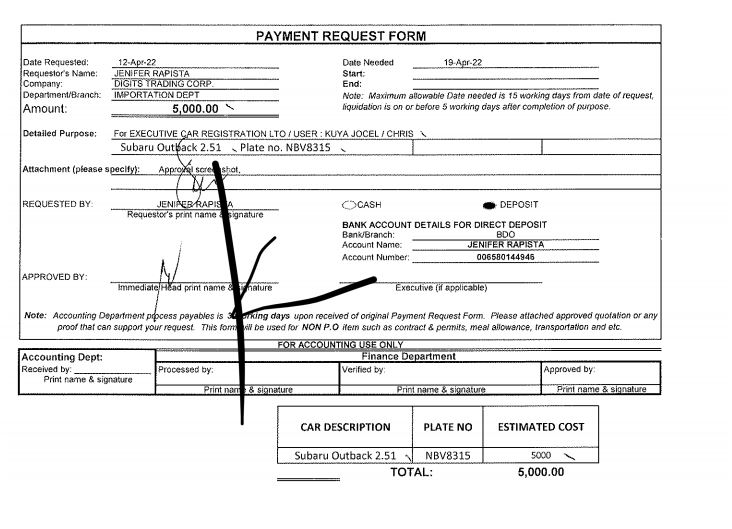 PAYMENT REQUEST FORM
Date Requested: 12-Apr-22 Date Needed 19-Apr-22
Requestor's Name: JENIFER RAPISTA Start:
Company: DIGITS TRADING CORP. End:
Department/Branch: IMPORTATION DEPT Note: Maximum allowable Date needed is 15 working days from date of request,
Amount: 5,000.00 liquidation is on or before 5 working days after completion of purpose.
Detailed Purpose: For EXECUTIVE CAR REGISTRATION LTO / USER : KUYA JOCEL / CHRIS
Subaru Outback 2.51 Plate no. NBV8315
Attachment (please specify): Approval screenshot,
REQUESTED BY: JENIFER RAPISTA CASH DEPOSIT
Requestor's print name & signature
BANK ACCOUNT DETAILS FOR DIRECT DEPOSIT
Bank/Branch: BDO
Account Name: JENIFER RAPISTA
Account Number: 006580144946
APPROVED BY:
Immediate Head print name & signature Executive (if applicable)
Note: Accounting Department process payables is 3 working days upon received of original Payment Request Form. Please attached approved quotation or any
proof that can support your request. This form will be used for NON P.O item such as contract & permits, meal allowance, transportation and etc.
FOR ACCOUNTING USE ONLY
Accounting Dept: Finance Department
Received by: Processed by: Verified by: Approved by:
Print name & signature Print name & signature Print name & signature Print name & signature
CAR DESCRIPTION PLATE NO ESTIMATED COST
Subaru Outback 2.51 NBV8315 5000
TOTAL: 5,000.00